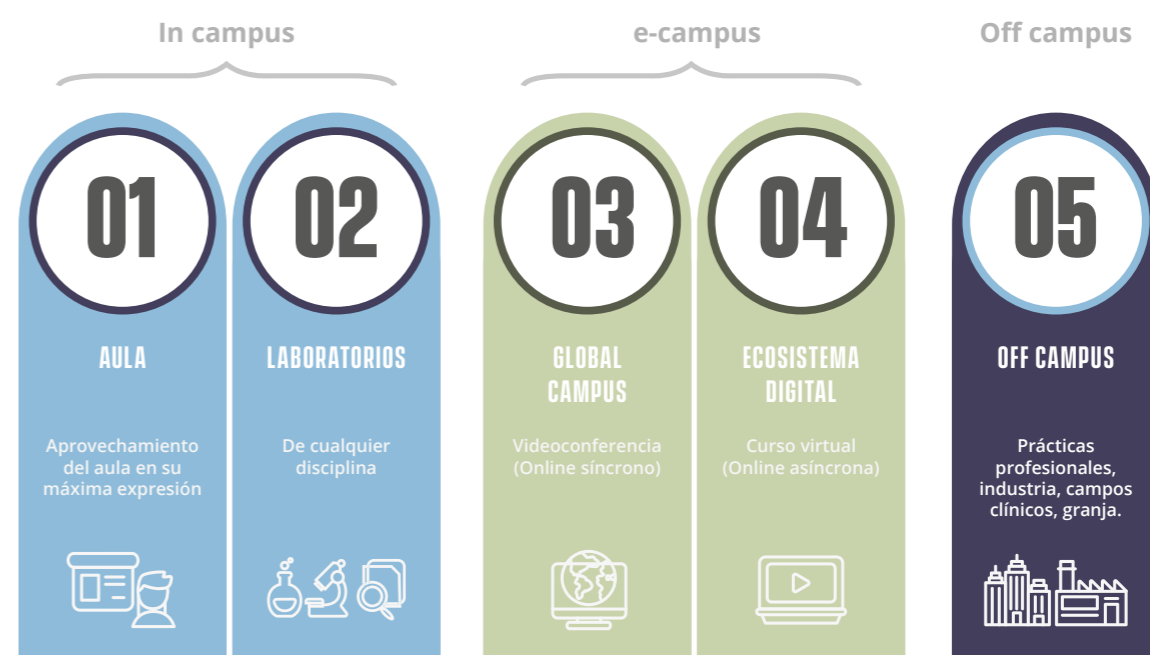 In campus
e-campus
Off campus
01
AULA
Aprovechamiento
del aula en su
máxima expresión
02
LABORATORIOS
De cualquier
disciplina
03
GLOBAL
CAMPUS
Videoconferencia
(Online síncrono)
04
ECOSISTEMA
DIGITAL
Curso virtual
(Online asíncrona)
05
OFF CAMPUS
Prácticas
profesionales,
industria, campos
clínicos, granja.